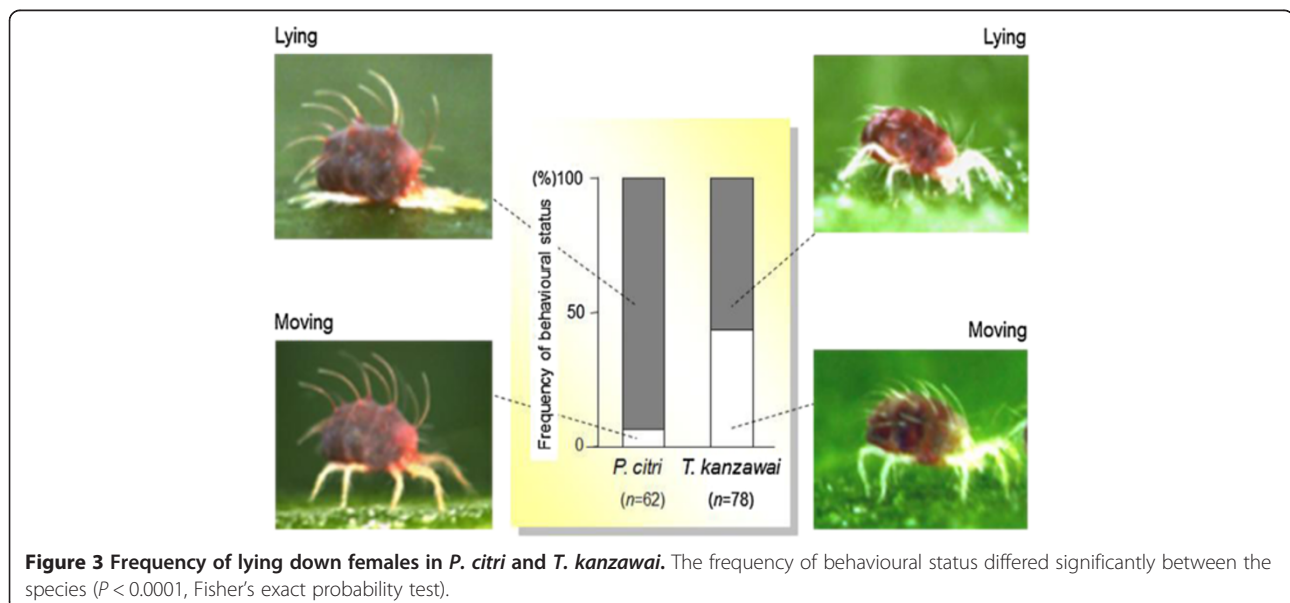 Lying
Lying
Moving
Moving
Frequency of behavioural status
(%)100
50
0
P. citri T. kanzawai
(n=62) (n=78)
Figure 3 Frequency of lying down females in P. citri and T. kanzawai. The frequency of behavioural status differed significantly between the
species (P < 0.0001, Fisher's exact probability test).